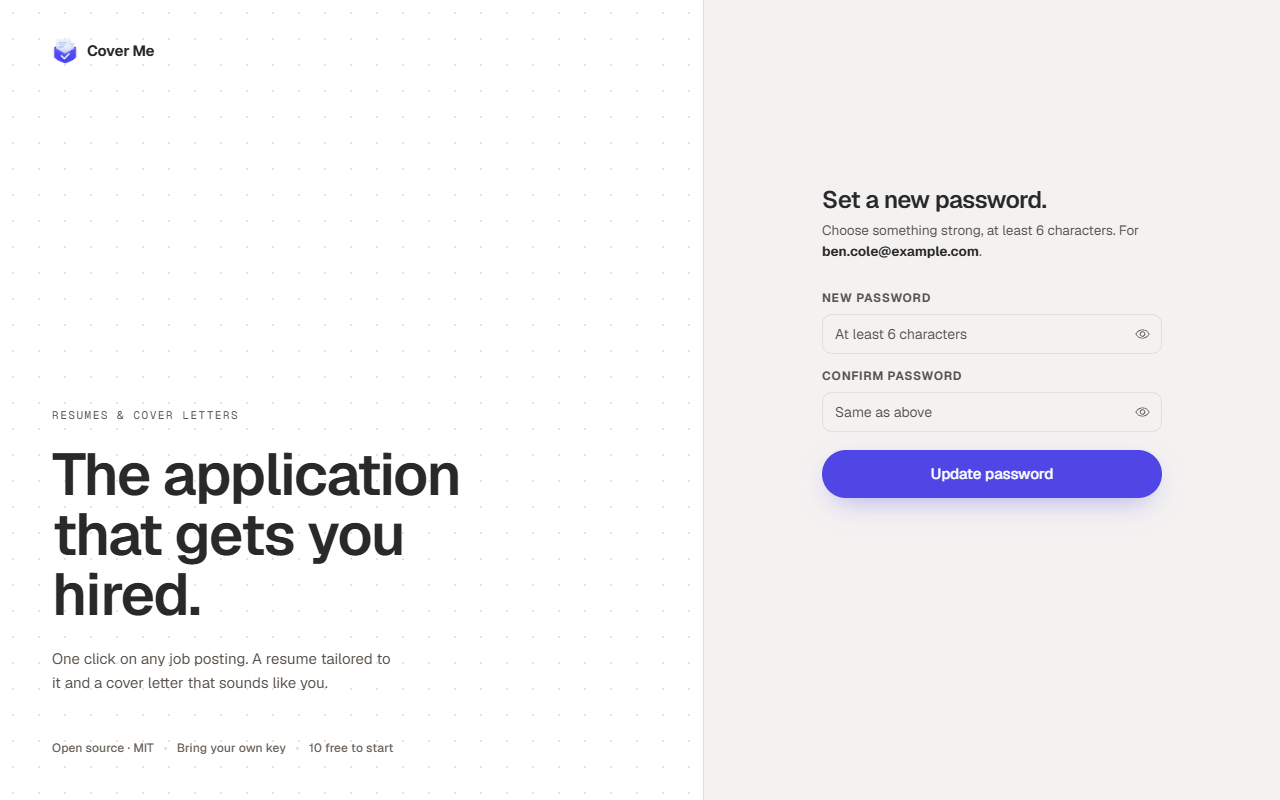 Cover Me
RESUMES & COVER LETTERS
The application
that gets you
hired.
One click on any job posting. A resume tailored to
it and a cover letter that sounds like you.
Open source · MIT · Bring your own key · 10 free to start
Set a new password.
Choose something strong, at least 6 characters. For
ben.cole@example.com.
NEW PASSWORD
At least 6 characters
CONFIRM PASSWORD
Same as above
Update password